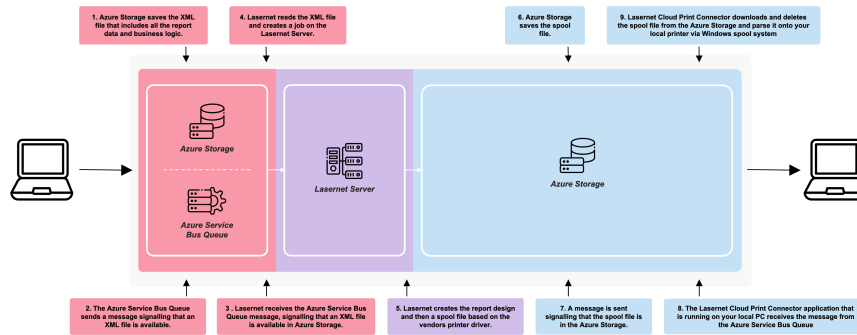 1. Azure Storage saves the XML
file that includes all the report
data and business logic.
4. Lasernet reads the XML file
and creates a job on the
Lasernet Server.
6. Azure Storage
saves the spool
file.
9. Lasernet Cloud Print Connector downloads and deletes
the spool file from the Azure Storage and parse it onto your
local printer via Windows spool system
Azure Storage
Azure Service
Bus Queue
Lasernet Server
Azure Storage
2. The Azure Service Bus Queue
sends a message signalling that an
XML file is available.
3 . Lasernet receives the Azure Service Bus
Queue message, signalling that an XML file
is available in Azure Storage.
5. Lasernet creates the report design
and then a spool file based on the
vendors printer driver.
7. A message is sent
signalling that the spool file is
in the Azure Storage.
8. The Lasernet Cloud Print Connector application that
is running on your local PC receives the message from
the Azure Service Bus Queue